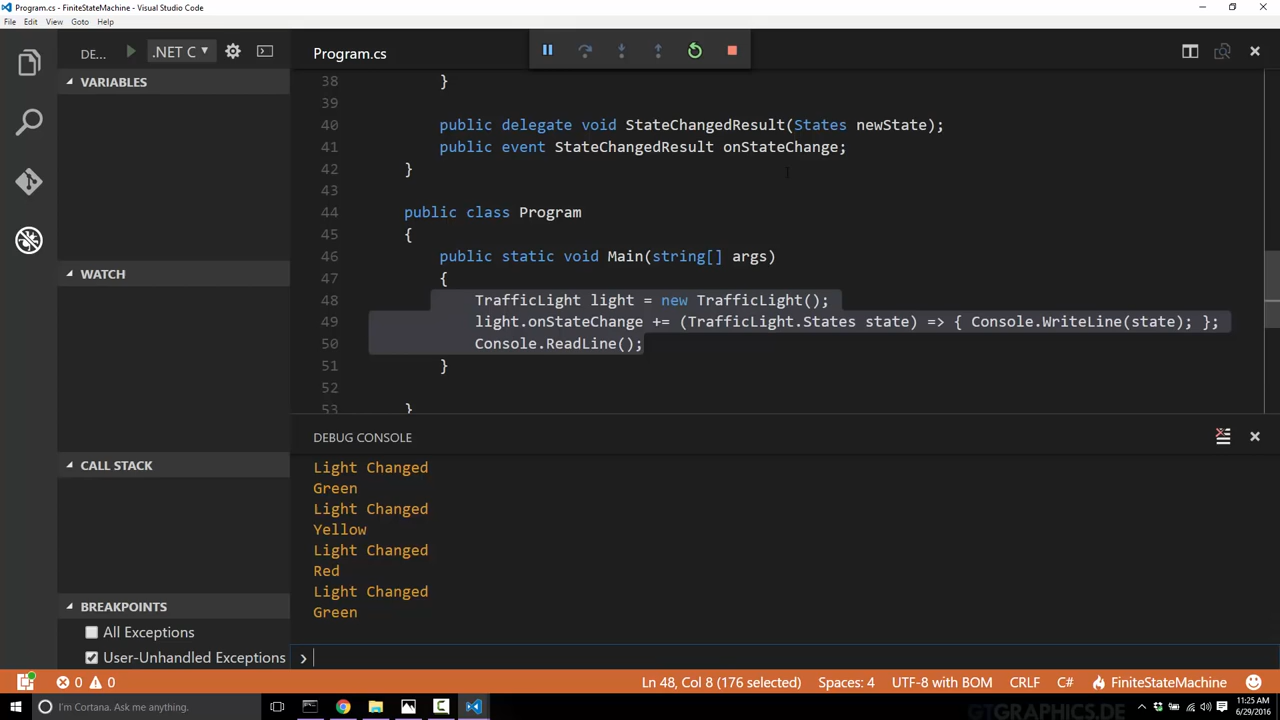 Program.cs - FiniteStateMachine - Visual Studio Code
File Edit View Goto Help
DE... .NET C
VARIABLES
WATCH
CALL STACK
BREAKPOINTS
All Exceptions
User-Unhandled Exceptions
Program.cs
38 }
39
40 public delegate void StateChangedResult(States newState);
41 public event StateChangedResult onStateChange;
42 }
43
44 public class Program
45 {
46 public static void Main(string[] args)
47 {
48 TrafficLight light = new TrafficLight();
49 light.onStateChange += (TrafficLight.States state) => { Console.WriteLine(state); };
50 Console.ReadLine();
51 }
52
53 }
DEBUG CONSOLE
Light Changed
Green
Light Changed
Yellow
Light Changed
Red
Light Changed
Green
0 0 Ln 48, Col 8 (176 selected) Spaces: 4 UTF-8 with BOM CRLF C# FiniteStateMachine
I'm Cortana. Ask me anything.
11:25 AM
6/29/2016
GTGRAPHICS.DE